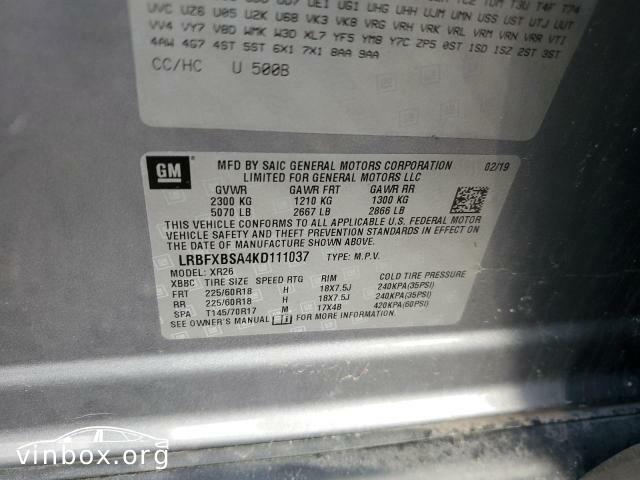 UVC UZ6 U05 U2K U68 VK3 VK8 VRG VRH VRK VRL VRM VRN VRR VTI
VV4 VY7 V8D WMK W3D XL7 YF5 YM8 Y7C ZP5 0ST 1SD 1SZ 2ST 3ST
4AW 4G7 4ST 5ST 6X1 7X1 8AA 9AA
CC/HC U 500B
GM
MFD BY SAIC GENERAL MOTORS CORPORATION 02/19
LIMITED FOR GENERAL MOTORS LLC
GVWR GAWR FRT GAWR RR
2300 KG 1210 KG 1300 KG
5070 LB 2667 LB 2866 LB
THIS VEHICLE CONFORMS TO ALL APPLICABLE U.S. FEDERAL MOTOR
VEHICLE SAFETY AND THEFT PREVENTION STANDARDS IN EFFECT
ON THE DATE OF MANUFACTURE SHOWN ABOVE.
LRBFXBSA4KD111037 TYPE: M.P.V.
MODEL: XR26
XBBC TIRE SIZE SPEED RTG RIM COLD TIRE PRESSURE
FRT 225/60R18 H 18X7.5J 240KPA(35PSI)
RR 225/60R18 H 18X7.5J 240KPA(35PSI)
SPA T145/70R17 M 17X4B 420KPA(60PSI)
SEE OWNER'S MANUAL FOR MORE INFORMATION.
vinbox.org